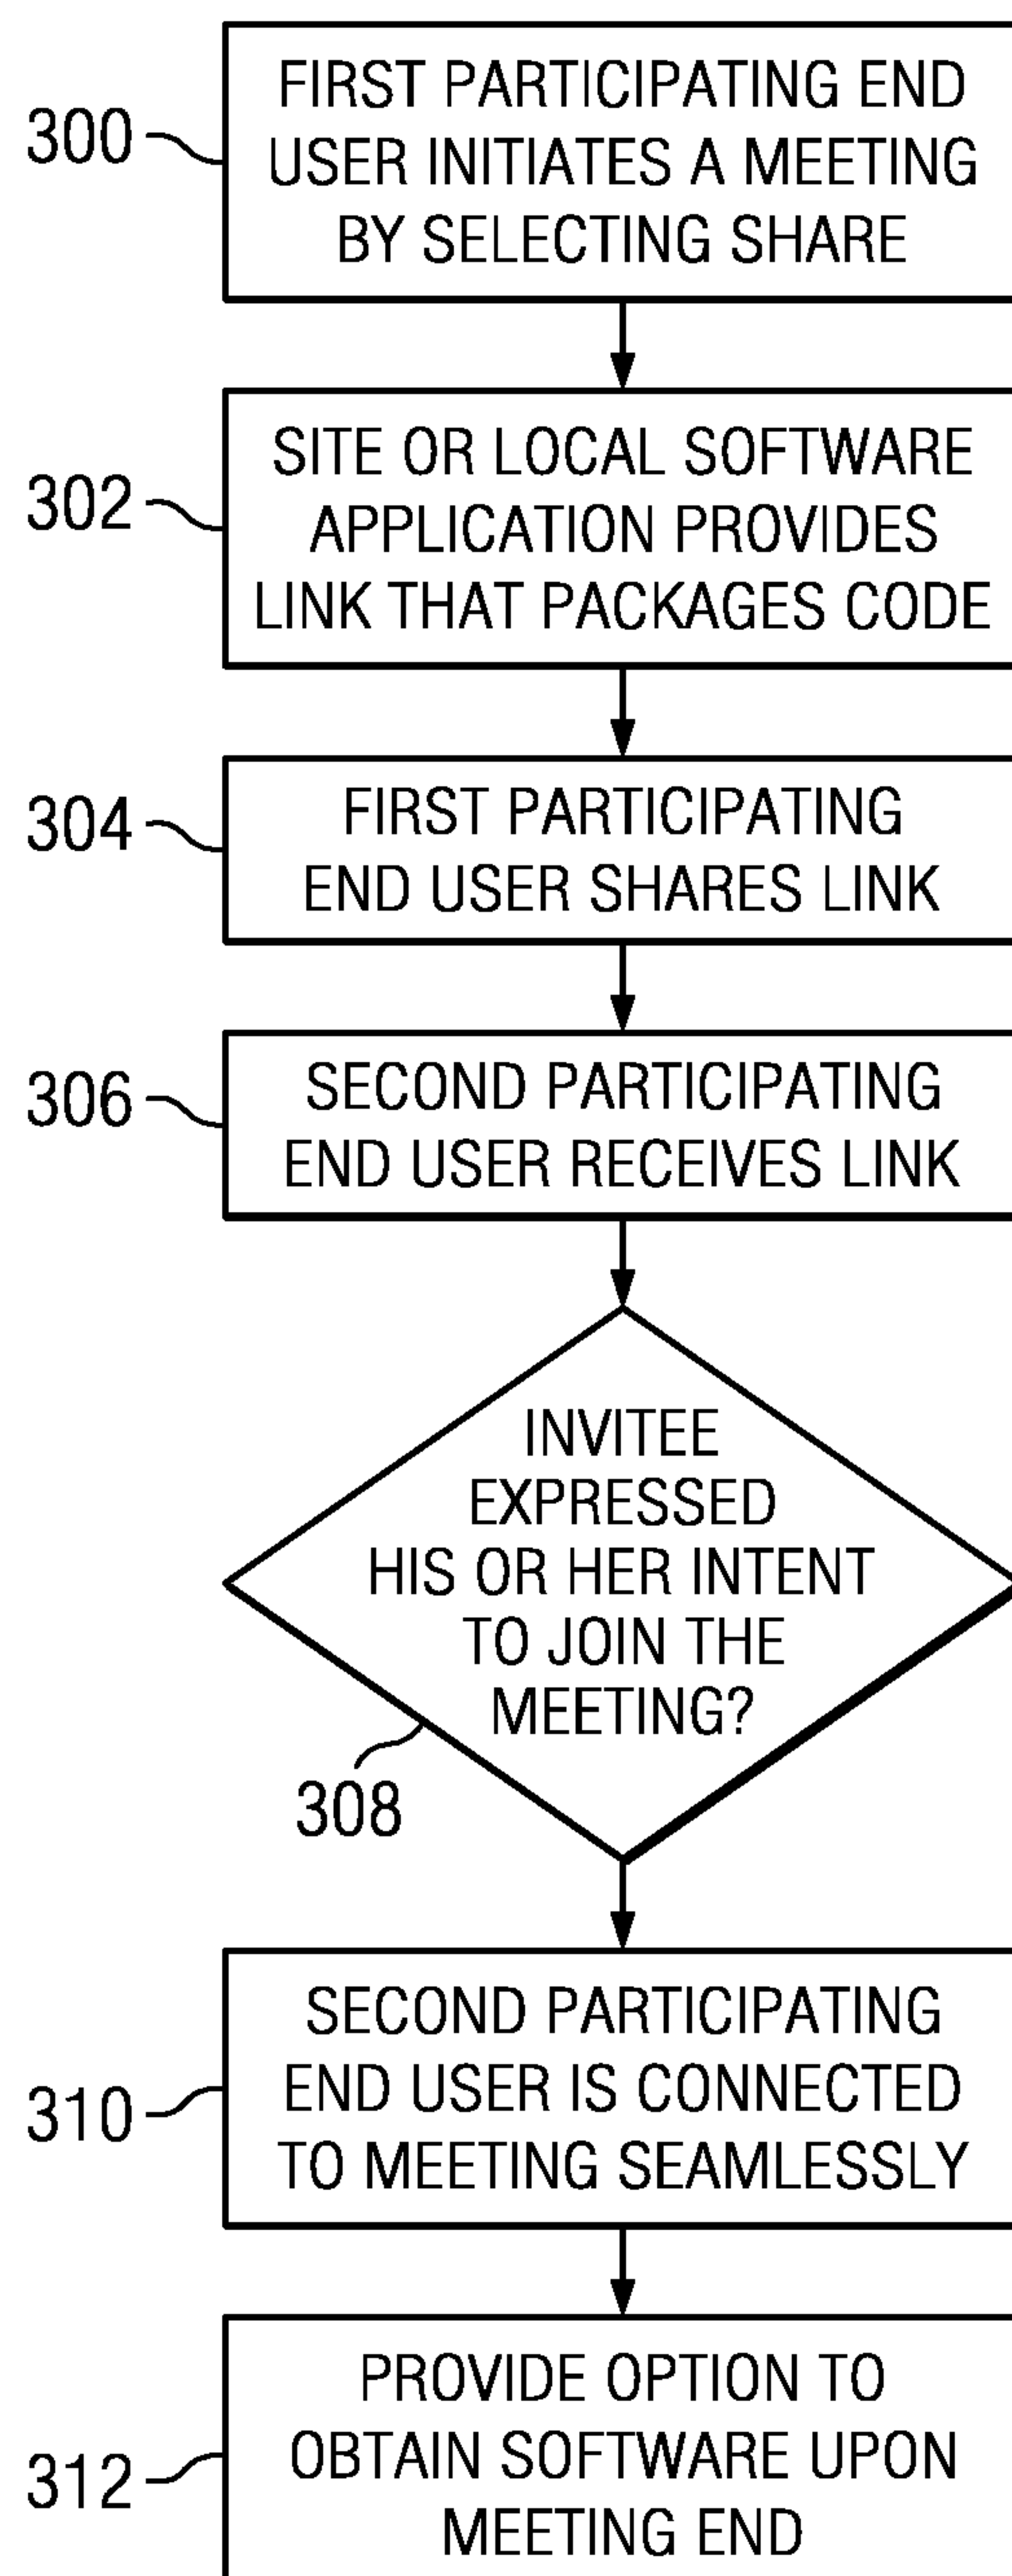 300
FIRST PARTICIPATING END
USER INITIATES A MEETING
BY SELECTING SHARE
302
SITE OR LOCAL SOFTWARE
APPLICATION PROVIDES
LINK THAT PACKAGES CODE
304
FIRST PARTICIPATING
END USER SHARES LINK
306
SECOND PARTICIPATING
END USER RECEIVES LINK
INVITEE
EXPRESSED
HIS OR HER INTENT
TO JOIN THE
MEETING?
308
310
SECOND PARTICIPATING
END USER IS CONNECTED
TO MEETING SEAMLESSLY
312
PROVIDE OPTION TO
OBTAIN SOFTWARE UPON
MEETING END